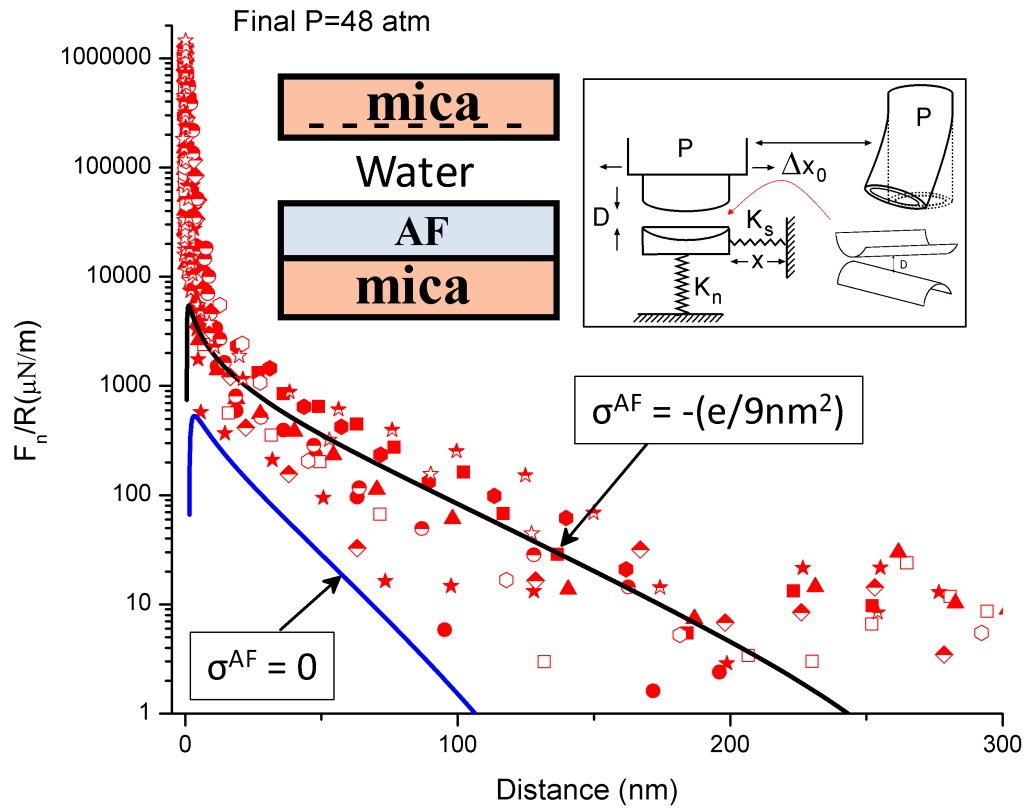 Final P=48 atm
1000000
100000
10000
1000
100
10
1
Fn/R(μN/m)
mica
Water
AF
mica
P
Δx₀
D
Kₛ
x
Kₙ
P
D
σᴬᶠ = -(e/9nm²)
σᴬᶠ = 0
0
100
200
300
Distance (nm)